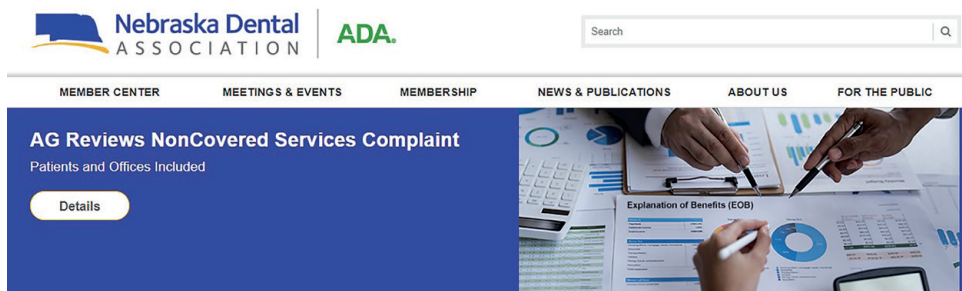 Nebraska Dental
ASSOCIATION
ADA.
Search
MEMBER CENTER
MEETINGS & EVENTS
MEMBERSHIP
NEWS & PUBLICATIONS
ABOUT US
FOR THE PUBLIC
AG Reviews NonCovered Services Complaint
Patients and Offices Included
Details
Explanation of Benefits (EOB)